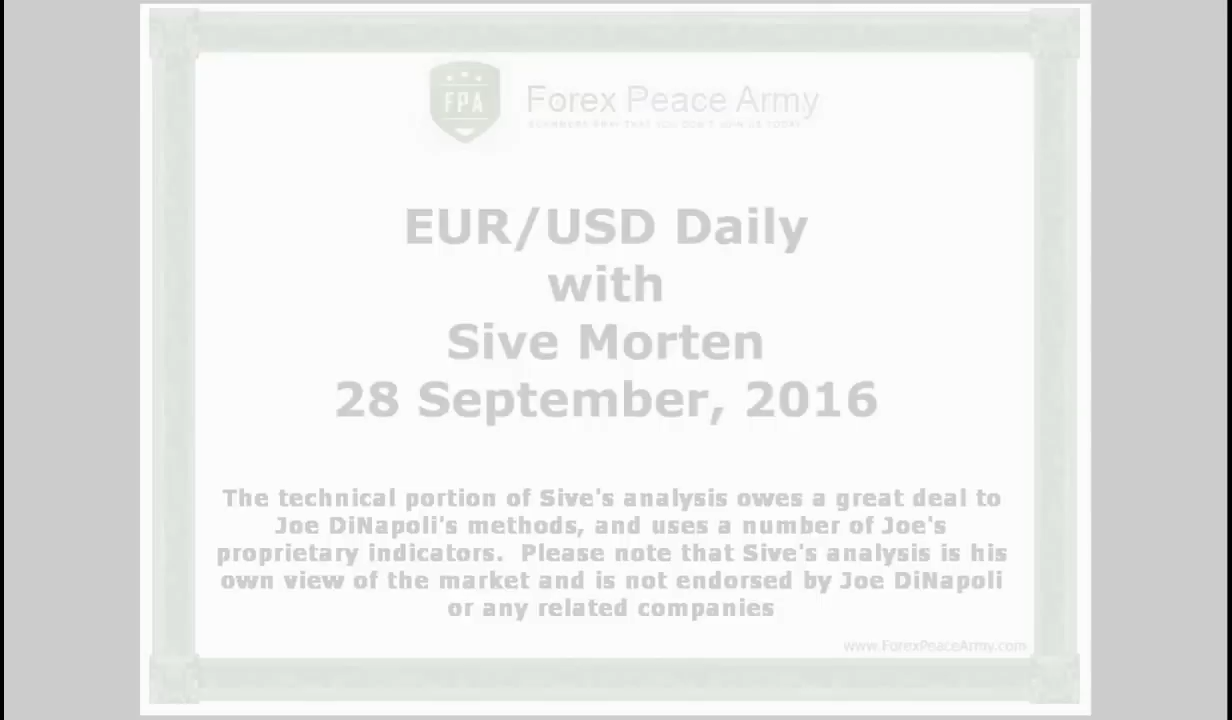 FPA
Forex Peace Army
EUR/USD Daily
with
Sive Morten
28 September, 2016
The technical portion of Sive's analysis owes a great deal to
Joe DiNapoli's methods, and uses a number of Joe's
proprietary indicators. Please note that Sive's analysis is his
own view of the market and is not endorsed by Joe DiNapoli
or any related companies
www.ForexPeaceArmy.com